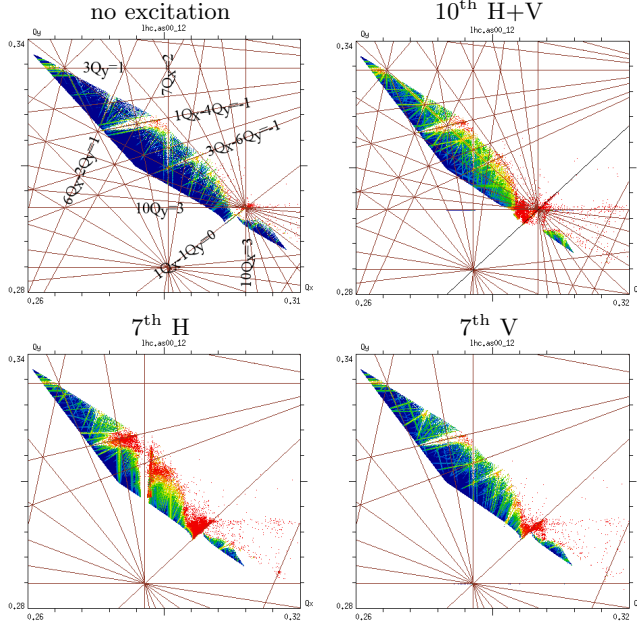 no excitation
10th H+V
Qy
lhc.as00_12
0.34
3Qy=1
7Qx=2
1Qx-4Qy=-1
3Qx-6Qy=-1
6Qx-2Qy=1
10Qy=3
1Qx-1Qy=0
10Qx=3
0.28
0.26
0.31
Qx
Qy
lhc.as00_12
0.34
0.28
0.26
0.32
Qx
7th H
7th V
Qy
lhc.as00_12
0.34
0.28
0.26
0.32
Qx
Qy
lhc.as00_12
0.34
0.28
0.26
0.32
Qx